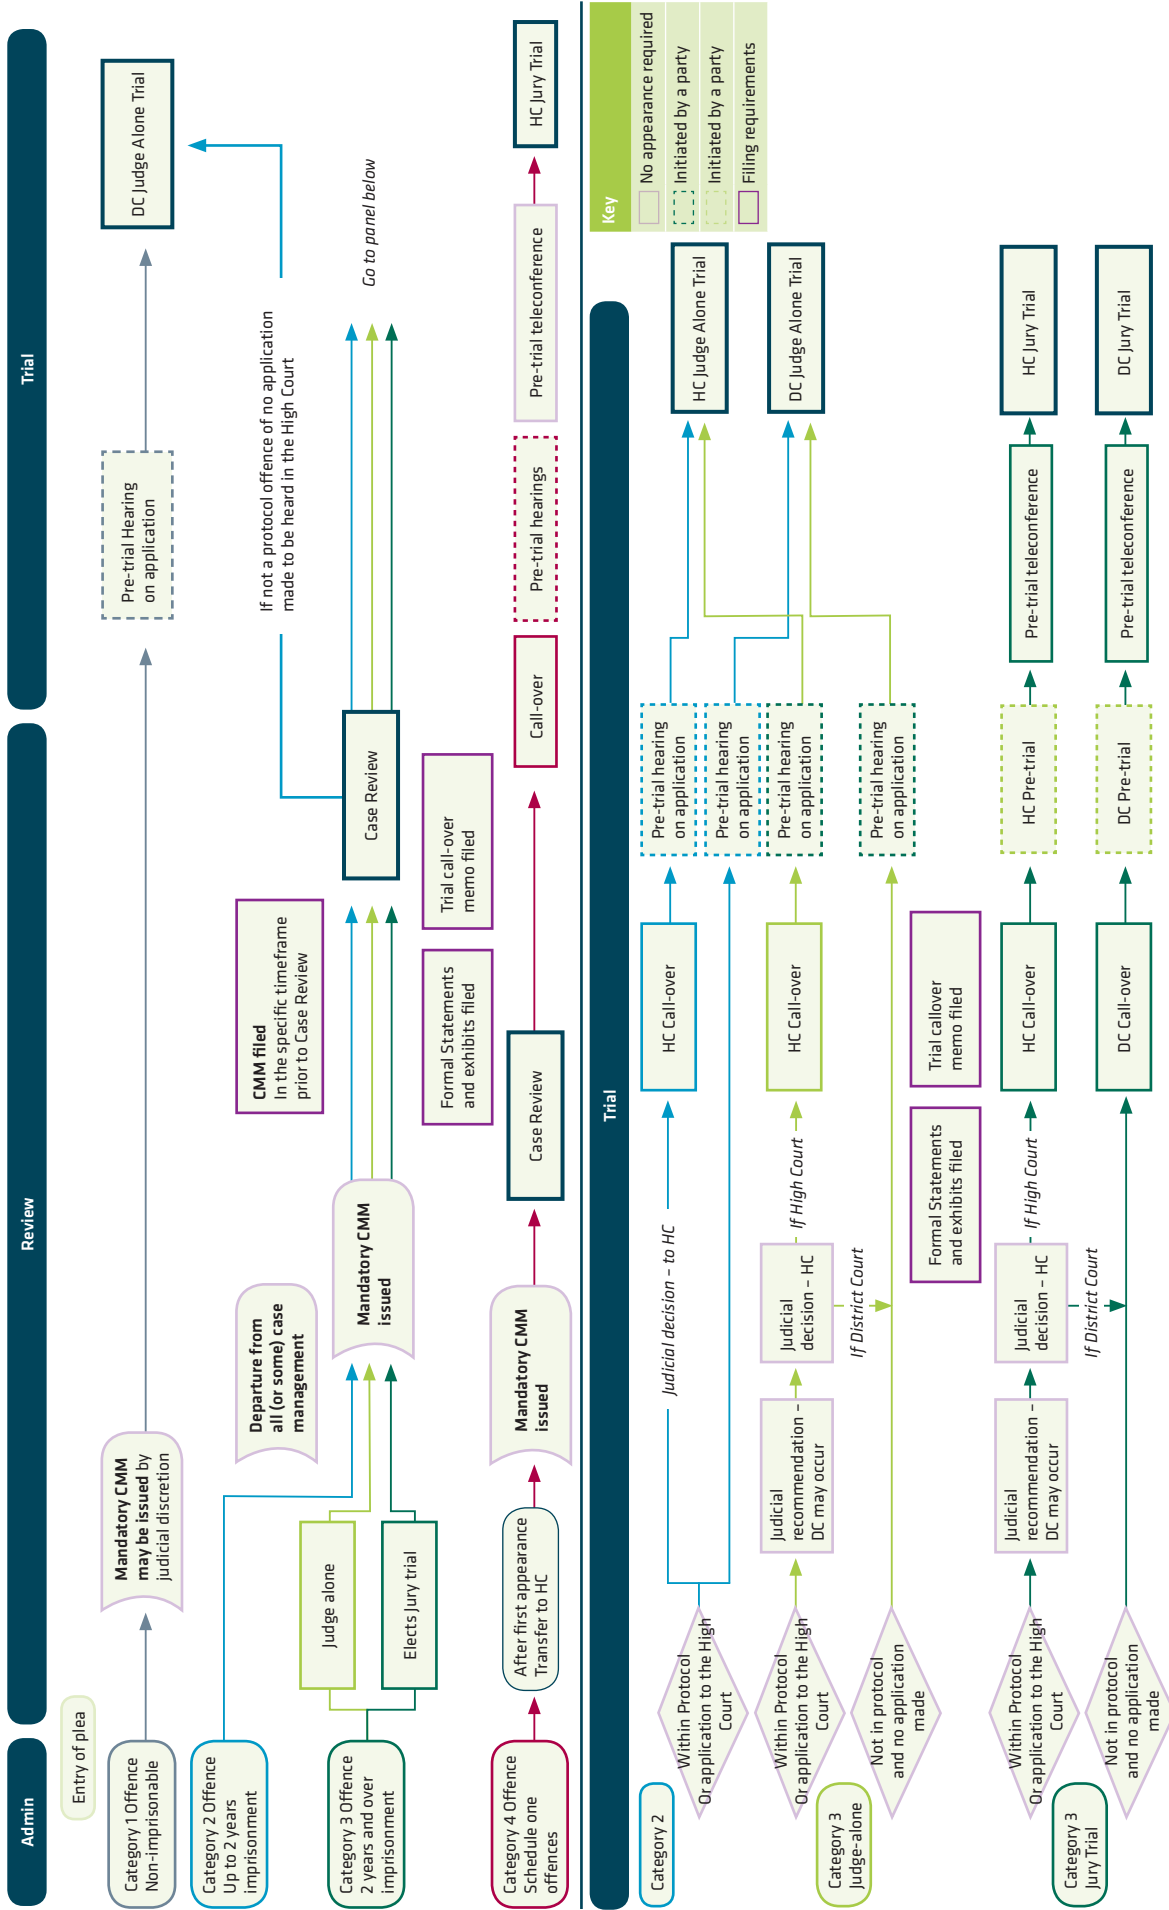 Admin
Review
Trial
Entry of plea
Category 1 Offence
Non-imprisonable
Mandatory CMM
may be issued by
judicial discretion
Pre-trial Hearing
on application
DC Judge Alone Trial
Category 2 Offence
Up to 2 years
imprisonment
Departure from
all (or some) case
management
CMM filed
In the specific timeframe
prior to Case Review
If not a protocol offence of no application
made to be heard in the High Court
Category 3 Offence
2 years and over
imprisonment
Judge alone
Elects Jury trial
Mandatory CMM
issued
Case Review
Go to panel below
Formal Statements
and exhibits filed
Trial call-over
memo filed
Category 4 Offence
Schedule one
offences
After first appearance
Transfer to HC
Mandatory CMM
issued
Case Review
Call-over
Pre-trial hearings
Pre-trial teleconference
HC Jury Trial
Trial
Key
No appearance required
Initiated by a party
Initiated by a party
Filing requirements
Category 2
Within Protocol
Or application to the High
Court
Judicial decision – to HC
HC Call-over
Pre-trial hearing
on application
Pre-trial hearing
on application
HC Judge Alone Trial
Category 3
Judge-alone
Within Protocol
Or application to the High
Court
Judicial
recommendation –
DC may occur
Judicial
decision – HC
If High Court
HC Call-over
Pre-trial hearing
on application
DC Judge Alone Trial
If District Court
Not in protocol
and no application
made
Pre-trial hearing
on application
Formal Statements
and exhibits filed
Trial callover
memo filed
Category 3
Jury Trial
Within Protocol
Or application to the High
Court
Judicial
recommendation –
DC may occur
Judicial
decision – HC
If High Court
HC Call-over
HC Pre-trial
Pre-trial teleconference
HC Jury Trial
If District Court
Not in protocol
and no application
made
DC Call-over
DC Pre-trial
Pre-trial teleconference
DC Jury Trial